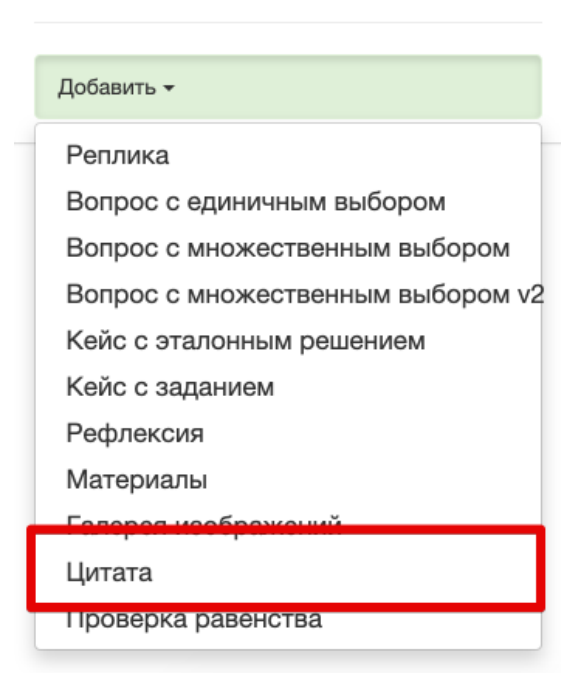 Добавить
Реплика
Вопрос с единичным выбором
Вопрос с множественным выбором
Вопрос с множественным выбором v2
Кейс с эталонным решением
Кейс с заданием
Рефлексия
Материалы
Галерея изображений
Цитата
Проверка равенства